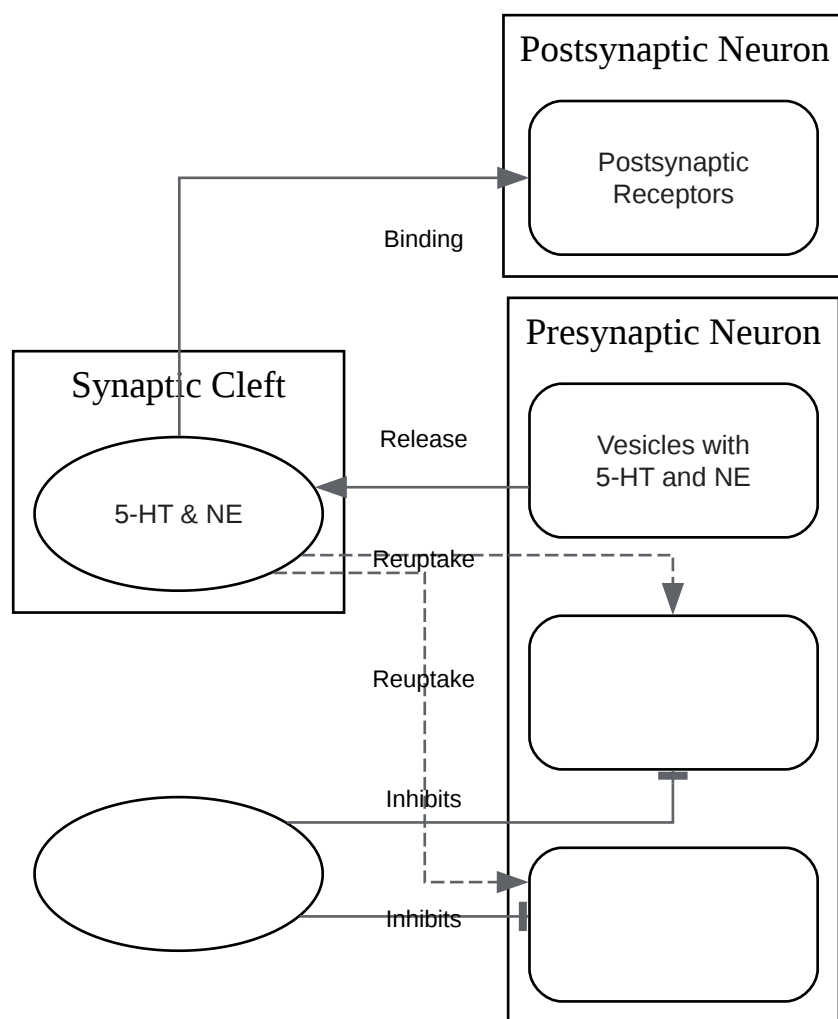 Postsynaptic Neuron
Postsynaptic
Receptors
Binding
Presynaptic Neuron
Synaptic Cleft
Release
Vesicles with
5-HT and NE
5-HT & NE
Reuptake
Reuptake
Inhibits
Inhibits